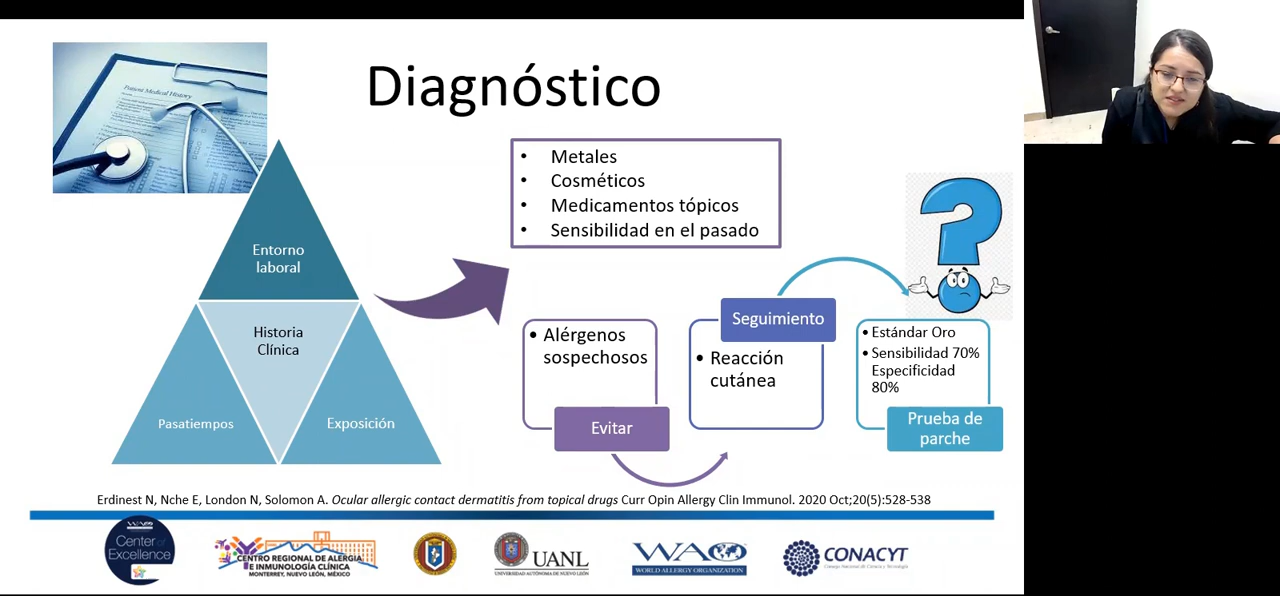 Diagnóstico
Patient Medical History
• Metales
• Cosméticos
• Medicamentos tópicos
• Sensibilidad en el pasado
Entorno
laboral
Historia
Clínica
Pasatiempos
Exposición
• Alérgenos
sospechosos
Evitar
Seguimiento
• Reacción
cutánea
• Estándar Oro
• Sensibilidad 70%
Especificidad
80%
Prueba de
parche
Erdinest N, Nche E, London N, Solomon A. Ocular allergic contact dermatitis from topical drugs Curr Opin Allergy Clin Immunol. 2020 Oct;20(5):528-538
WAO
Center of
Excellence
CENTRO REGIONAL DE ALERGIA
E INMUNOLOGÍA CLÍNICA
MONTERREY, NUEVO LEÓN, MÉXICO
UANL
UNIVERSIDAD AUTÓNOMA DE NUEVO LEÓN
WAO
WORLD ALLERGY ORGANIZATION
CONACYT
Consejo Nacional de Ciencia y Tecnología